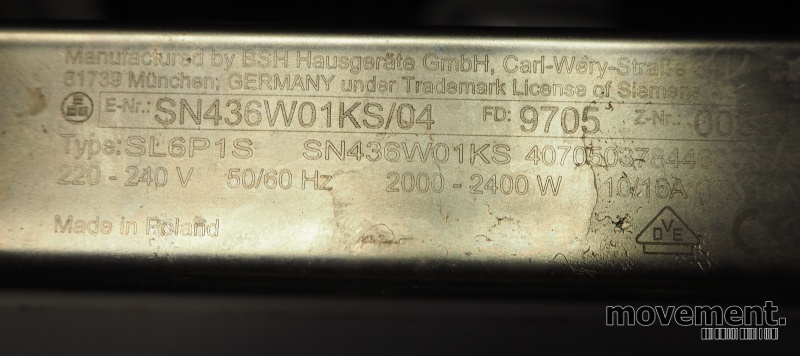 Manufactured by BSH Hausgeräte GmbH, Carl-Wery-Straße
81739 München, GERMANY under Trademark License of Siemens
E-Nr.: SN436W01KS/04 FD: 9705 Z-Nr.:
Type: SL6P1S SN436W01KS
220 - 240 V 50/60 Hz 2000 - 2400 W 10/16A
Made in Poland
DVE
movement.